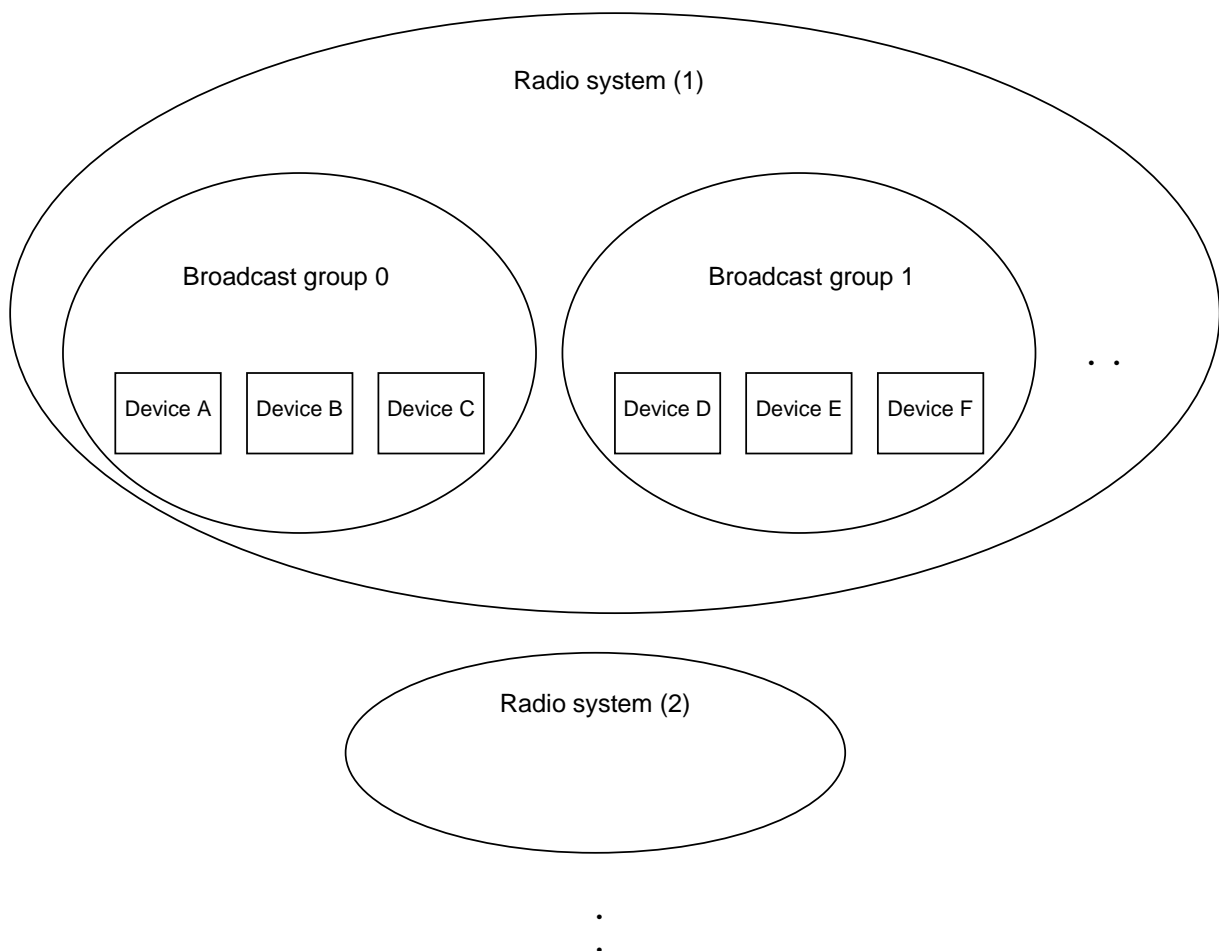 Radio system (1)
Broadcast group 0
Broadcast group 1
. .
Device A
Device B
Device C
Device D
Device E
Device F
Radio system (2)
.
.